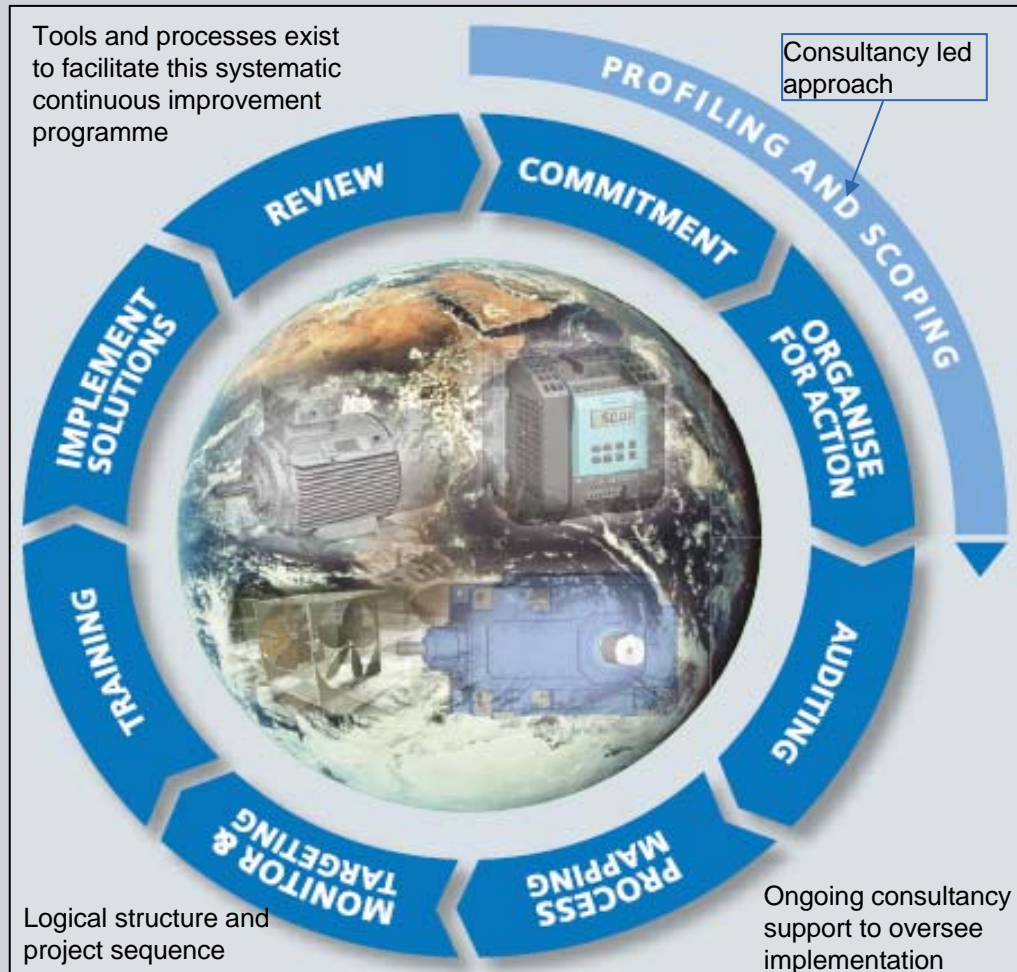 Tools and processes exist
to facilitate this systematic
continuous improvement
programme
Consultancy led
approach
PROFILING AND SCOPING
COMMITMENT
ORGANISE
FOR ACTION
AUDITING
PROCESS
MAPPING
MONITOR &
TARGETING
TRAINING
IMPLEMENT
SOLUTIONS
REVIEW
Logical structure and
project sequence
Ongoing consultancy
support to oversee
implementation